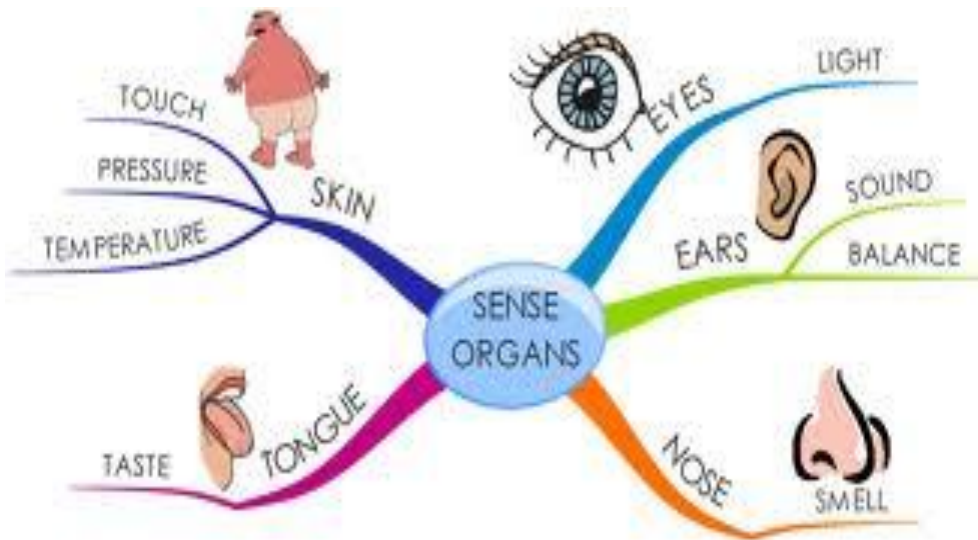 SENSE
ORGANS
EYES
LIGHT
EARS
SOUND
BALANCE
NOSE
SMELL
TONGUE
TASTE
SKIN
TOUCH
PRESSURE
TEMPERATURE